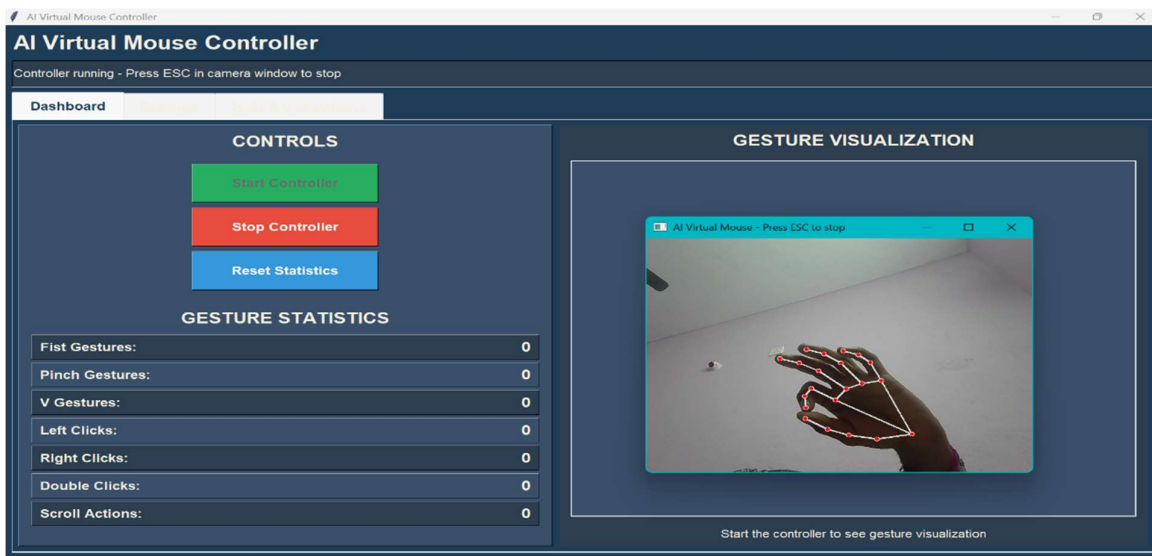 AI Virtual Mouse Controller
AI Virtual Mouse Controller
Controller running - Press ESC in camera window to stop
Dashboard
CONTROLS
Start Controller
Stop Controller
Reset Statistics
GESTURE STATISTICS
Fist Gestures: 0
Pinch Gestures: 0
V Gestures: 0
Left Clicks: 0
Right Clicks: 0
Double Clicks: 0
Scroll Actions: 0
GESTURE VISUALIZATION
AI Virtual Mouse - Press ESC to stop
Start the controller to see gesture visualization